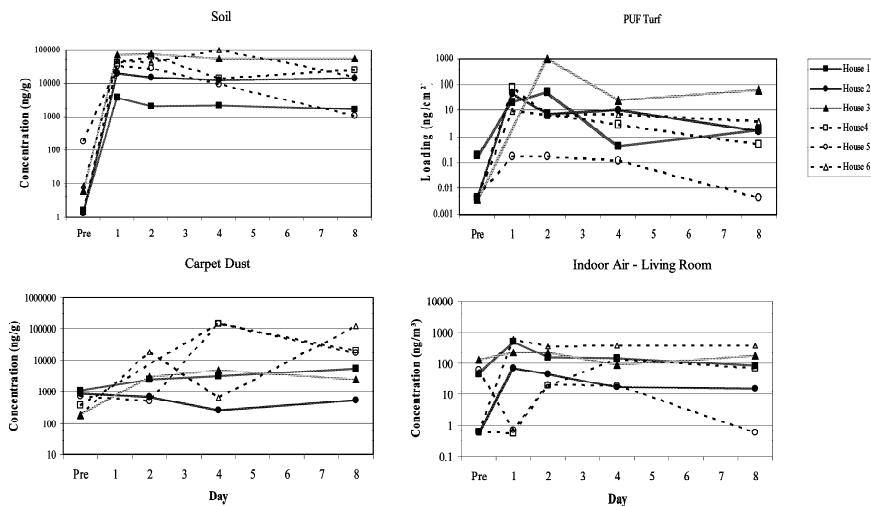 Soil
Concentration (ng/g)
100000
10000
1000
100
10
1
Pre 1 2 3 4 5 6 7 8
PUF Turf
Loading (ng/cm²)
1000
100
10
1
0.1
0.01
0.001
Pre 1 2 3 4 5 6 7 8
House 1
House 2
House 3
House4
House 5
House 6
Carpet Dust
Concentration (ng/g)
1000000
100000
10000
1000
100
10
Pre 1 2 3 4 5 6 7 8
Day
Indoor Air - Living Room
Concentration (ng/m³)
10000
1000
100
10
1
0.1
Pre 1 2 3 4 5 6 7 8
Day